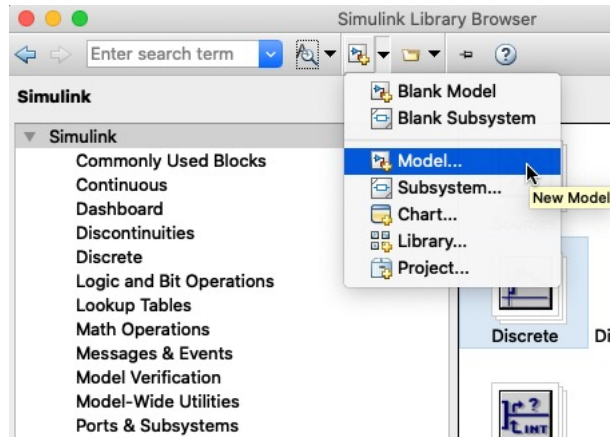 Simulink Library Browser
Enter search term
Simulink
Simulink
Commonly Used Blocks
Continuous
Dashboard
Discontinuities
Discrete
Logic and Bit Operations
Lookup Tables
Math Operations
Messages & Events
Model Verification
Model-Wide Utilities
Ports & Subsystems
Blank Model
Blank Subsystem
Model...
Subsystem...
Chart...
Library...
Project...
New Model
Discrete
Di
?
INT